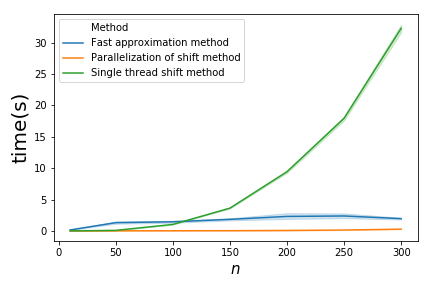 Method
Fast approximation method
Parallelization of shift method
Single thread shift method
time(s)
30
25
20
15
10
5
0
0 50 100 150 200 250 300
n